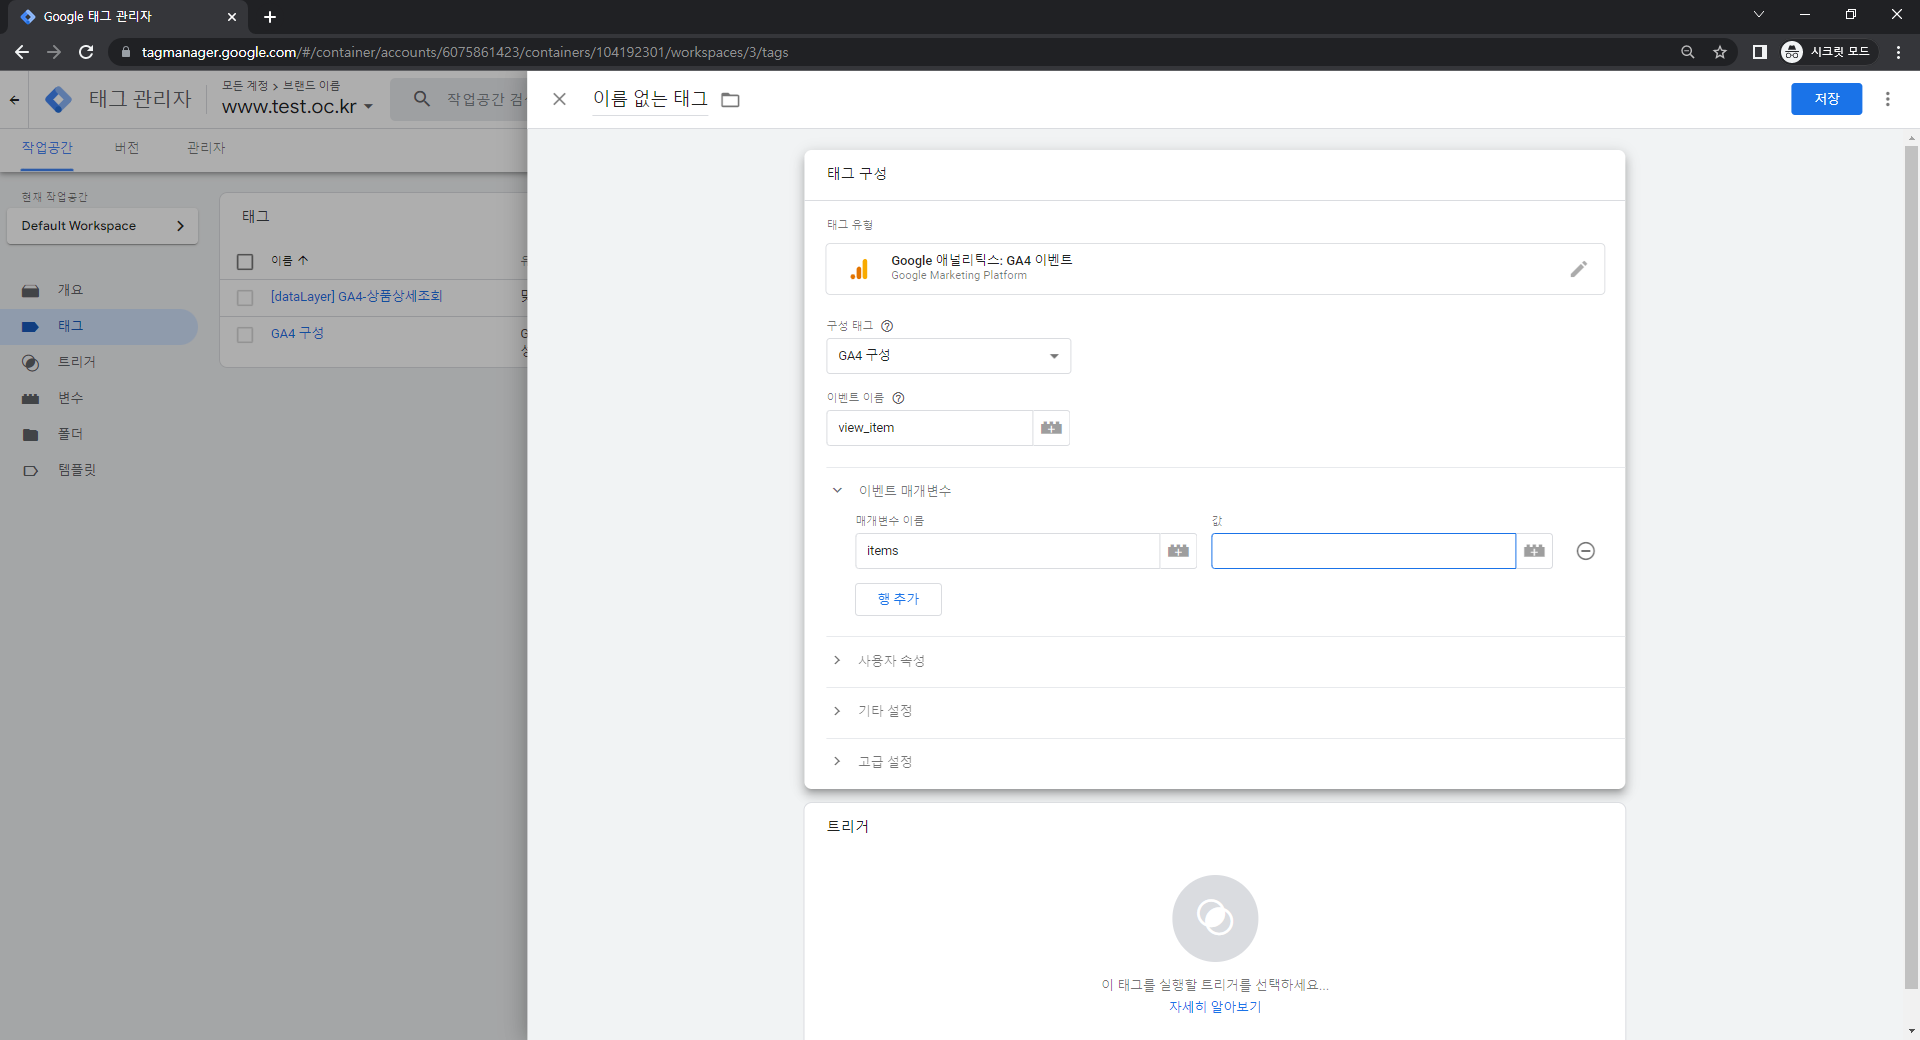 Google 태그 관리자
tagmanager.google.com/#/container/accounts/6075861423/containers/104192301/workspaces/3/tags
시크릿 모드
태그 관리자
모든 계정 > 브랜드 이름
www.test.oc.kr
작업공간 검
이름 없는 태그
저장
작업공간
버전
관리자
현재 작업공간
Default Workspace
개요
태그
트리거
변수
폴더
템플릿
태그
이름
[dataLayer] GA4-상품상세조회
GA4 구성
G
태그 구성
태그 유형
Google 애널리틱스: GA4 이벤트
Google Marketing Platform
구성 태그
GA4 구성
이벤트 이름
view_item
이벤트 매개변수
매개변수 이름
값
items
행 추가
사용자 속성
기타 설정
고급 설정
트리거
이 태그를 실행할 트리거를 선택하세요...
자세히 알아보기